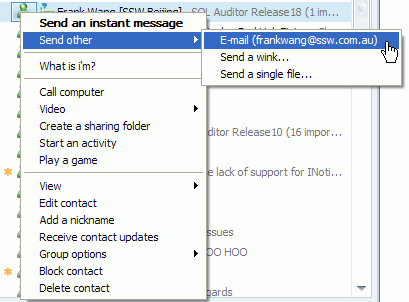 Frank Wang [SSW Beijing] - SQL Auditor Release18 (1 im...
Send an instant message
Send other
E-mail (frankwang@ssw.com.au)
Send a wink...
Send a single file...
What is i'm?
Call computer
Video
Create a sharing folder
Start an activity
ditor Release10 (16 impor...
Play a game
e lack of support for INoti...
View
Edit contact
Add a nickname
ssues
Receive contact updates
OO HOO
Group options
Block contact
Delete contact
gards